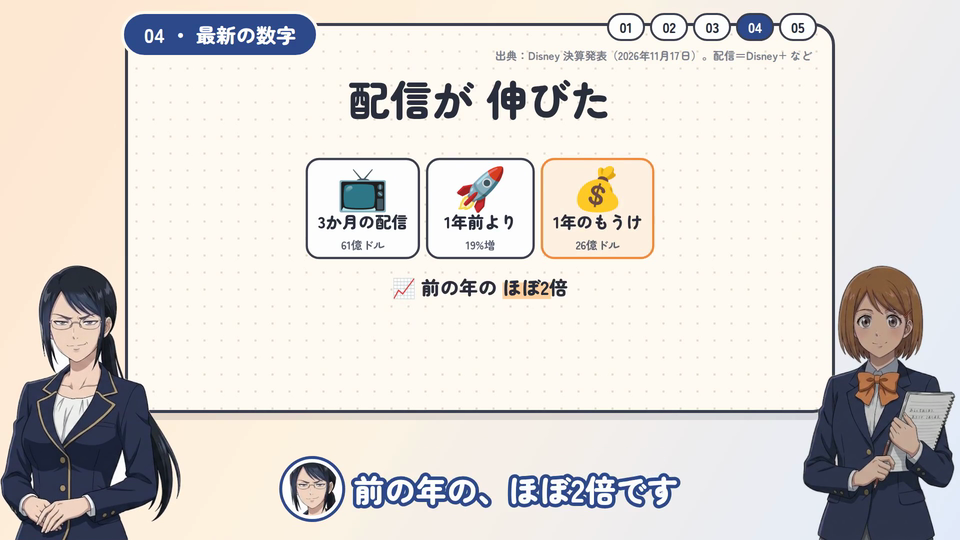 04 ・ 最新の数字
01 02 03 04 05
出典：Disney 決算発表（2026年11月17日）。配信＝Disney＋ など
配信が 伸びた
3か月の配信
61億ドル
1年前より
19%増
1年のもうけ
26億ドル
前の年の ほぼ2倍
前の年の、ほぼ2倍です